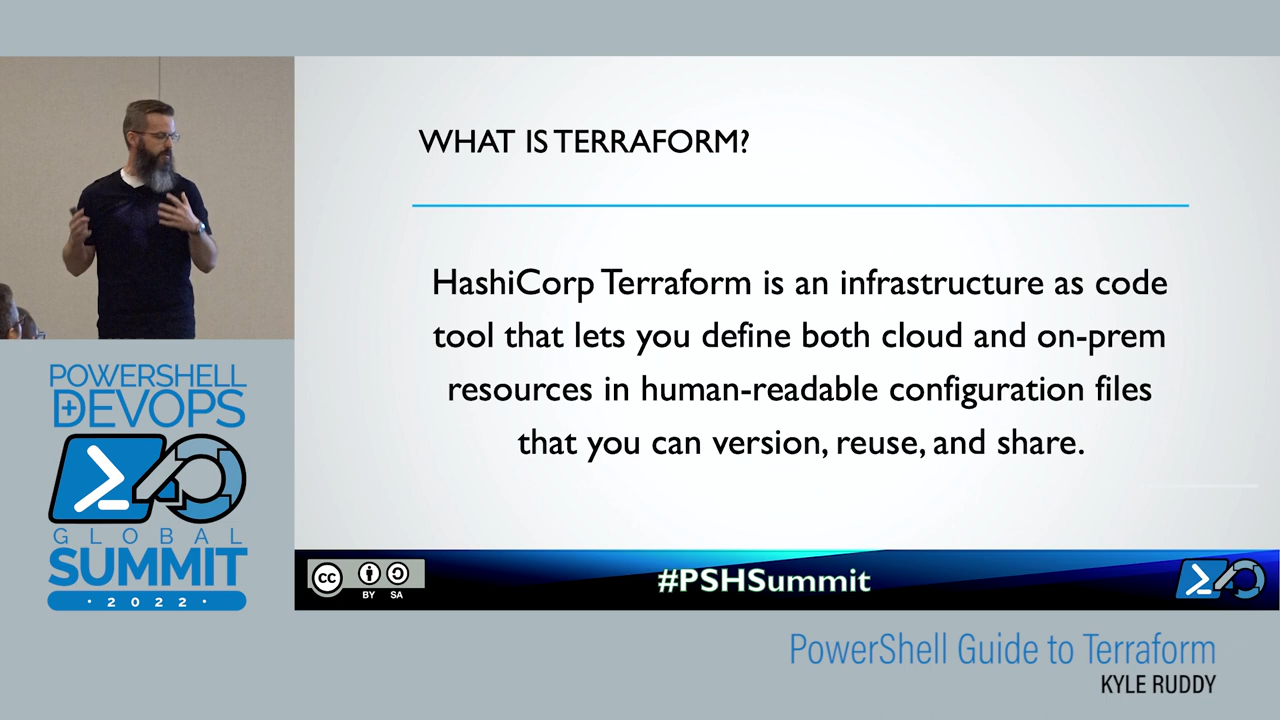 WHAT IS TERRAFORM?
HashiCorp Terraform is an infrastructure as code
tool that lets you define both cloud and on-prem
resources in human-readable configuration files
that you can version, reuse, and share.
POWERSHELL
+DEVOPS
GLOBAL
SUMMIT
· 2022 ·
cc
BY SA
#PSHSummit
PowerShell Guide to Terraform
KYLE RUDDY